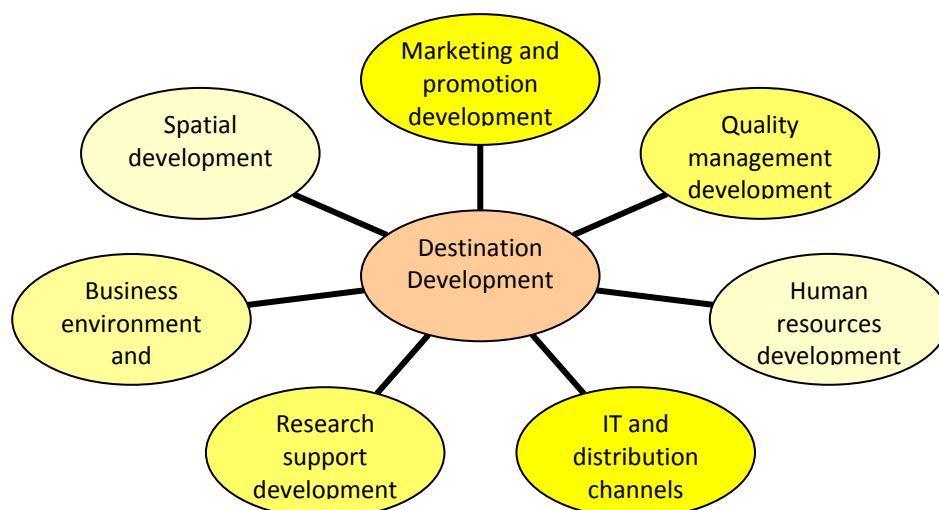 Marketing and
promotion
development
Spatial
development
Quality
management
development
Destination
Development
Business
environment
and
Human
resources
development
Research
support
development
IT and
distribution
channels